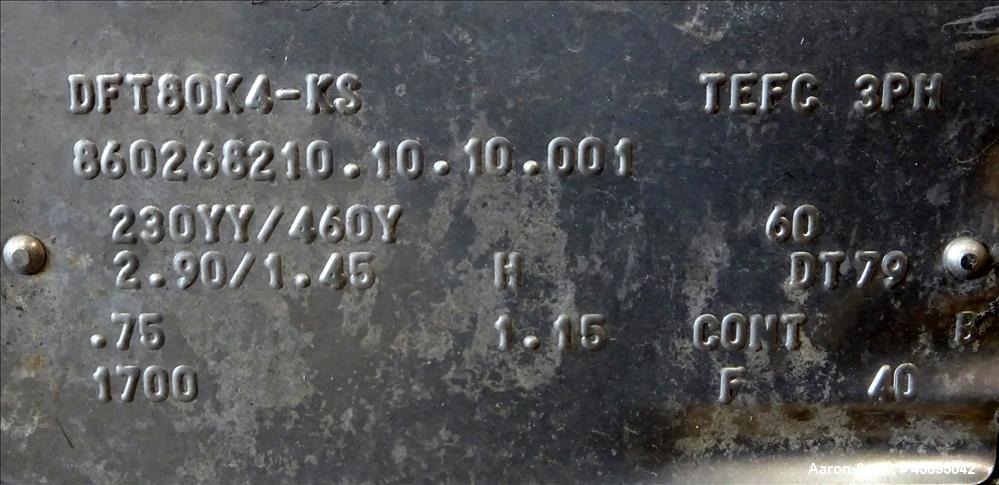 DFT80K4-KS TEFC 3PH
860268210.10.10.001
230YY/460Y 60
2.90/1.45 H DT79
.75 1.15 CONT B
1700 F 40
Aaron